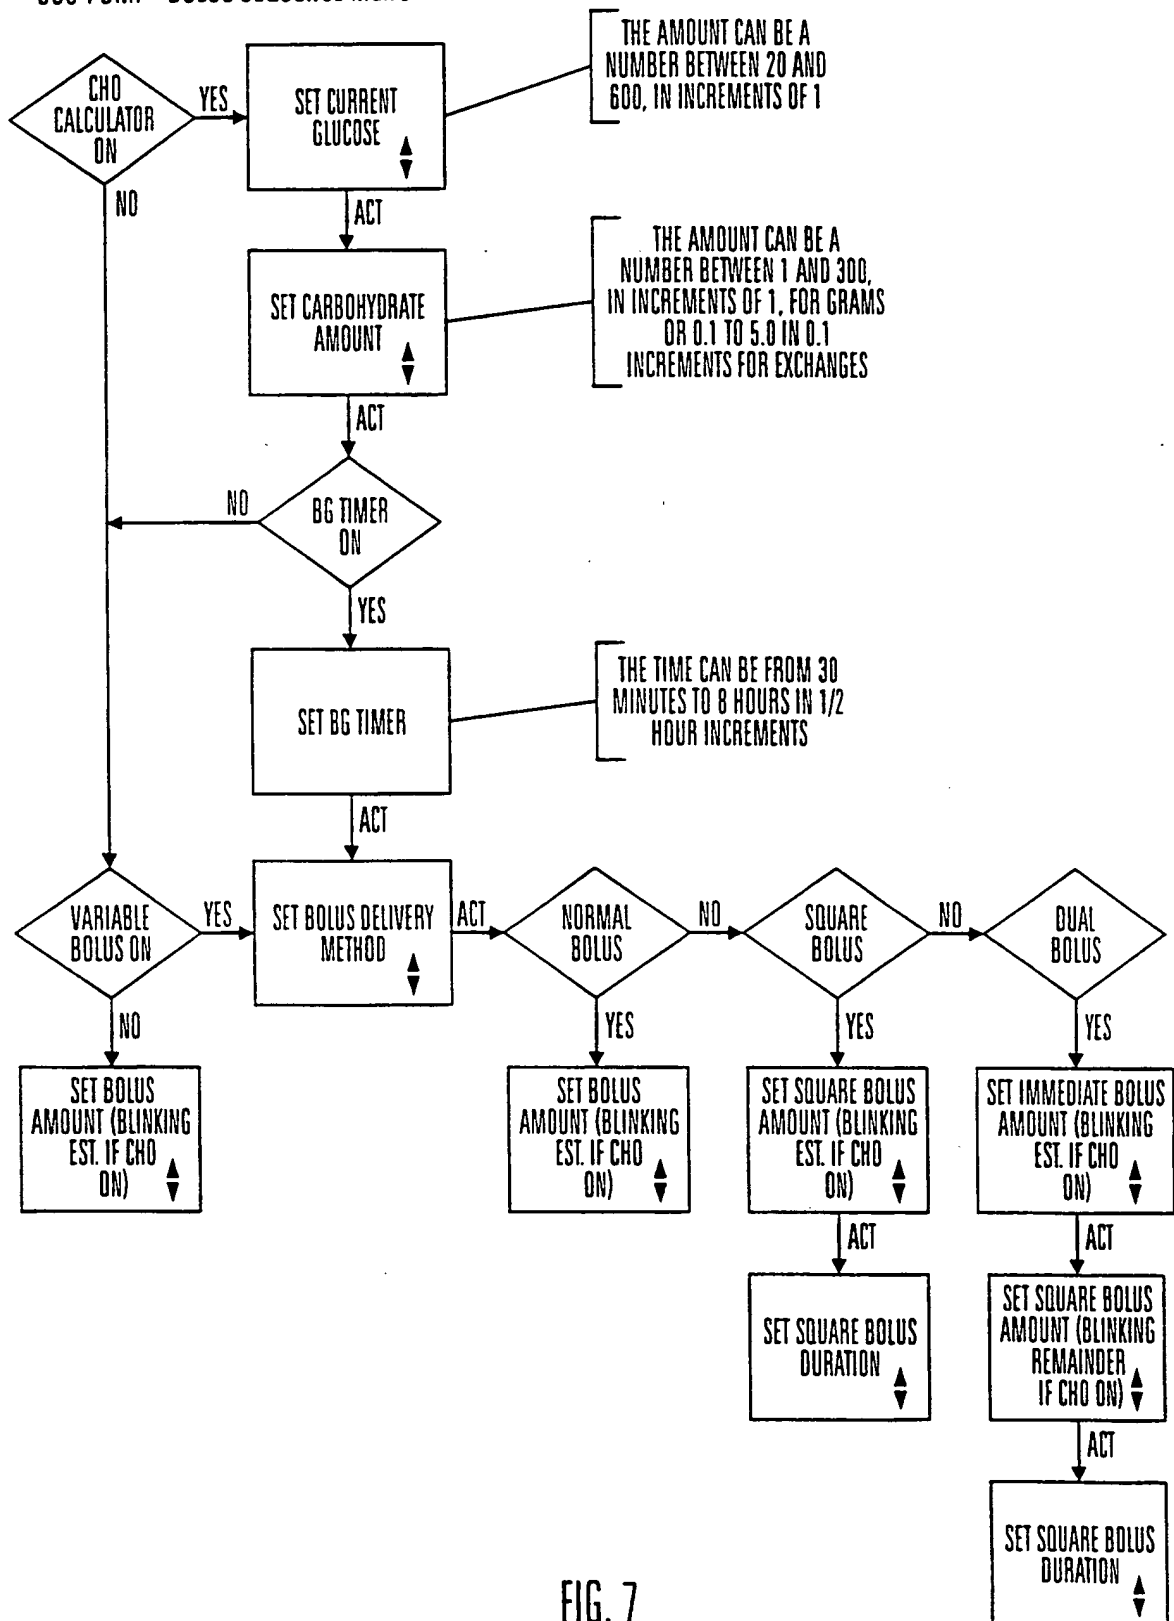 THE AMOUNT CAN BE A
NUMBER BETWEEN 20 AND
600, IN INCREMENTS OF 1
CHO
CALCULATOR
ON
YES
SET CURRENT
GLUCOSE
NO
ACT
THE AMOUNT CAN BE A
NUMBER BETWEEN 1 AND 300,
IN INCREMENTS OF 1, FOR GRAMS
OR 0.1 TO 5.0 IN 0.1
INCREMENTS FOR EXCHANGES
SET CARBOHYDRATE
AMOUNT
ACT
NO
BG TIMER
ON
YES
THE TIME CAN BE FROM 30
MINUTES TO 8 HOURS IN 1/2
HOUR INCREMENTS
SET BG TIMER
ACT
VARIABLE
BOLUS ON
YES
SET BOLUS DELIVERY
METHOD
ACT
NORMAL
BOLUS
NO
SQUARE
BOLUS
NO
DUAL
BOLUS
NO
YES
YES
YES
SET BOLUS
AMOUNT (BLINKING
EST. IF CHO
ON)
SET BOLUS
AMOUNT (BLINKING
EST. IF CHO
ON)
SET SQUARE BOLUS
AMOUNT (BLINKING
EST. IF CHO
ON)
SET IMMEDIATE BOLUS
AMOUNT (BLINKING
EST. IF CHO
ON)
ACT
ACT
SET SQUARE BOLUS
DURATION
SET SQUARE BOLUS
AMOUNT (BLINKING
REMAINDER
IF CHO ON)
ACT
SET SQUARE BOLUS
DURATION
FIG. 7